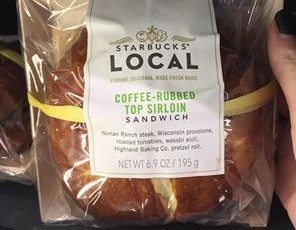 STARBUCKS®
LOCAL
VIBRANT, SEASONAL, MADE FRESH DAILY.
COFFEE-RUBBED
TOP SIRLOIN
SANDWICH
Niman Ranch steak, Wisconsin provolone,
roasted tomatoes, wasabi aioli,
Highland Baking Co. pretzel roll.
NET WT 6.9 OZ / 195 g